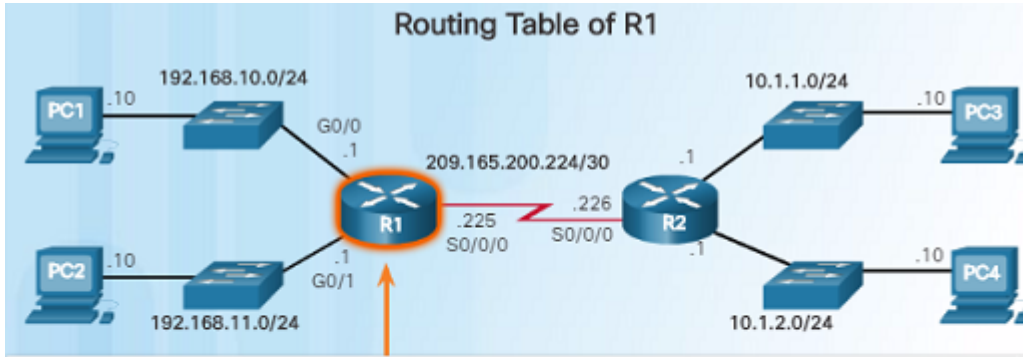 Routing Table of R1
192.168.10.0/24
10.1.1.0/24
PC1
.10
.10
PC3
G0/0
.1
209.165.200.224/30
.1
R1
.225
S0/0/0
.226
S0/0/0
R2
.1
PC2
.10
.1
G0/1
.10
PC4
192.168.11.0/24
10.1.2.0/24